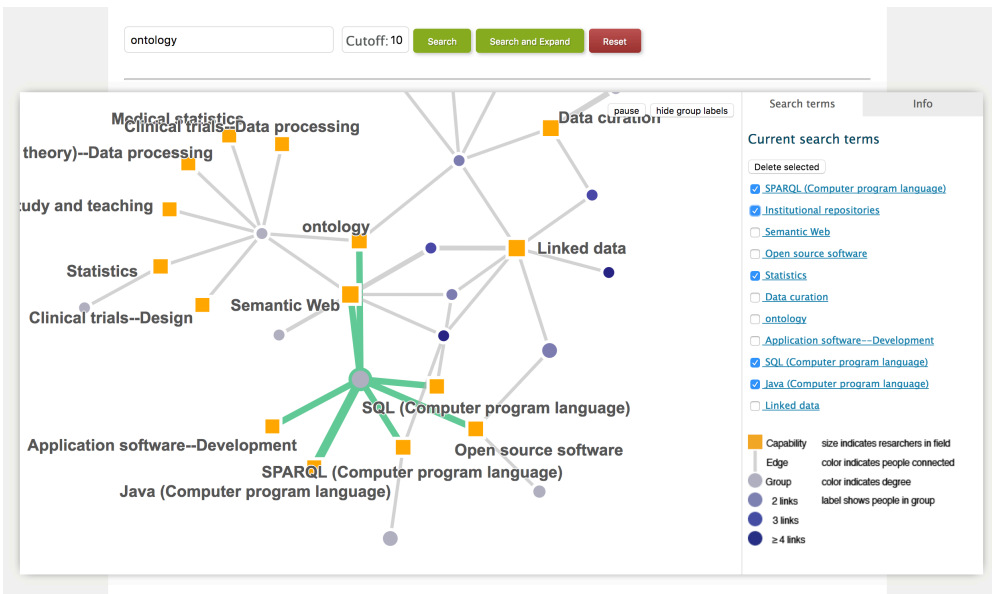 ontology
Cutoff: 10
Search
Search and Expand
Reset
pause
hide group labels
Medical statistics
Clinical trials--Data processing
theory)--Data processing
tudy and teaching
Statistics
Clinical trials--Design
ontology
Semantic Web
Data curation
Linked data
SQL (Computer program language)
Application software--Development
Open source software
SPARQL (Computer program language)
Java (Computer program language)
Search terms
Info
Current search terms
Delete selected
SPARQL (Computer program language)
Institutional repositories
Semantic Web
Open source software
Statistics
Data curation
ontology
Application software--Development
SQL (Computer program language)
Java (Computer program language)
Linked data
Capability size indicates resarchers in field
Edge color indicates people connected
Group color indicates degree
2 links label shows people in group
3 links
≥ 4 links